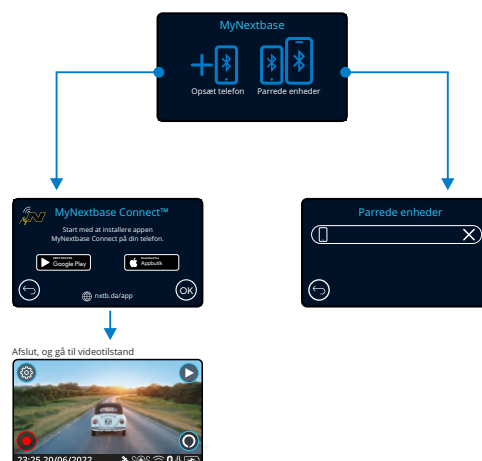 MyNextbase
Opsæt telefon
Parrede enheder
MyNextbase Connect™
Start med at installere appen
MyNextbase Connect på din telefon.
Google Play
Appbutik
nxtb.da/app
OK
Parrede enheder
Afslut, og gå til videotilstand
23:25 20/06/2022